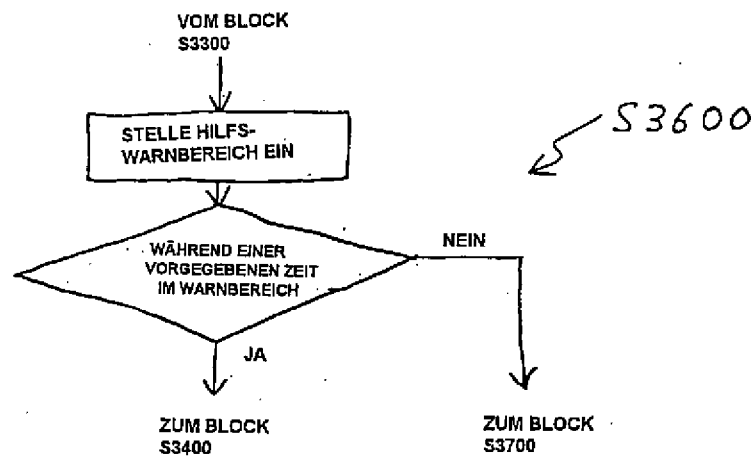 VOM BLOCK
S3300
STELLE HILFS-
WARNBEREICH EIN
S3600
WÄHREND EINER
VORGEGEBENEN ZEIT
IM WARNBEREICH
NEIN
JA
ZUM BLOCK
S3400
ZUM BLOCK
S3700